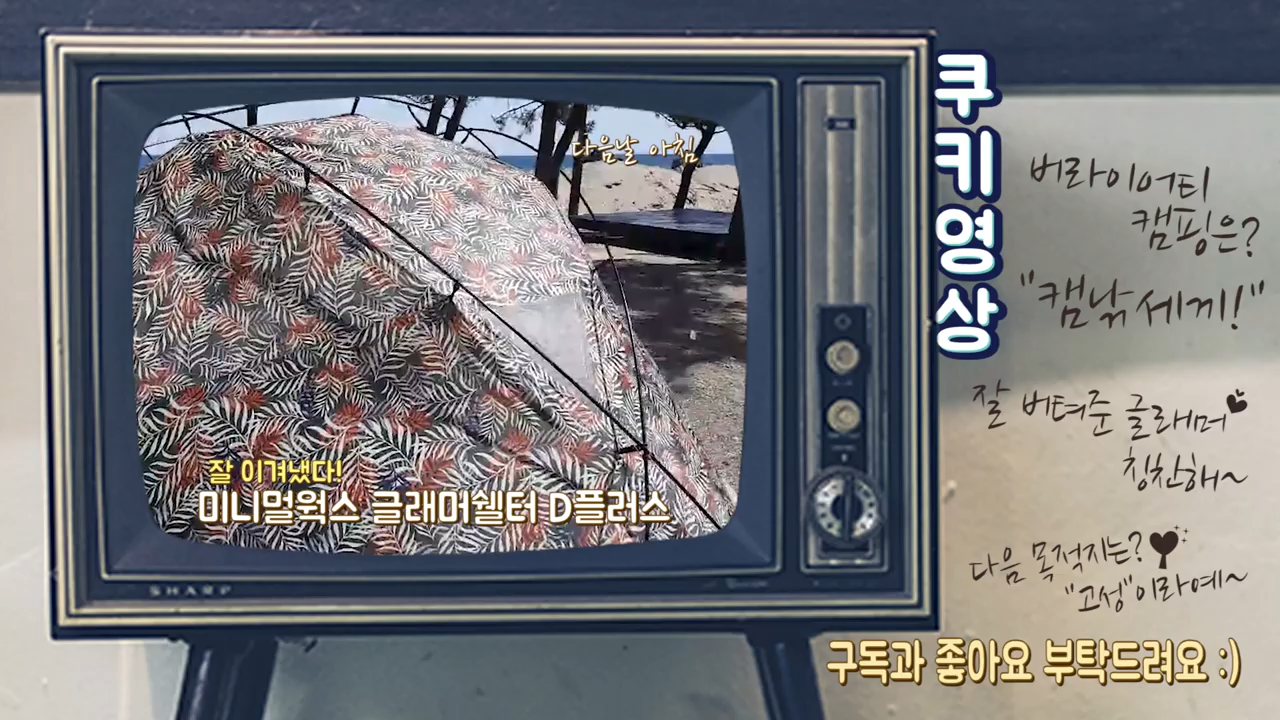 다음날 아침
잘 이겨냈다!
미니멀웍스 글래머쉘터 D플러스
SHARP
쿠키영상
버라이어티
캠핑은?
"캠낚세끼!"
잘 버텨준 글래머
칭찬해~
다음 목적지는?
"고성"이라예~
구독과 좋아요 부탁드려요 :)